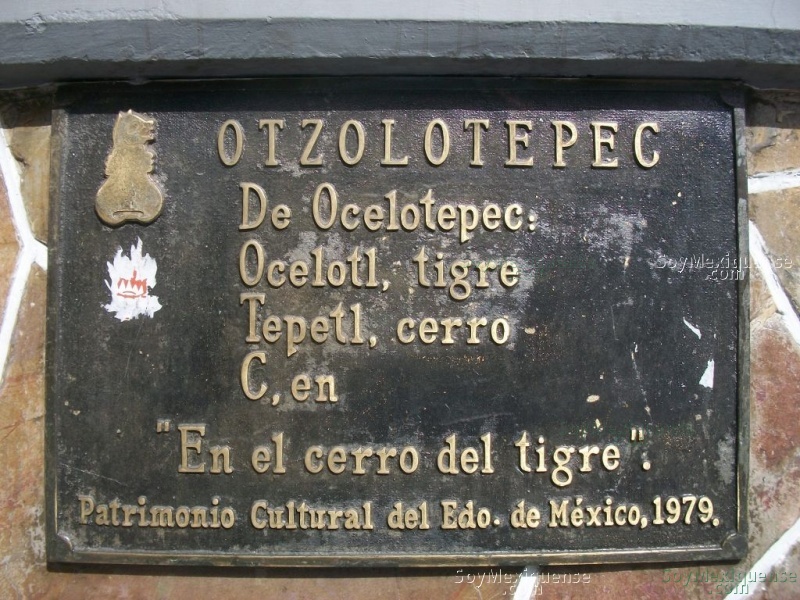 OTZOLOTEPEC
De Ocelotepec:
Ocelotl, tigre
Tepetl, cerro
C, en
"En el cerro del tigre".
Patrimonio Cultural del Edo. de México, 1979.
SoyMexiquense
.com
SoyMexiquense
.com
SoyMexiquense
.com